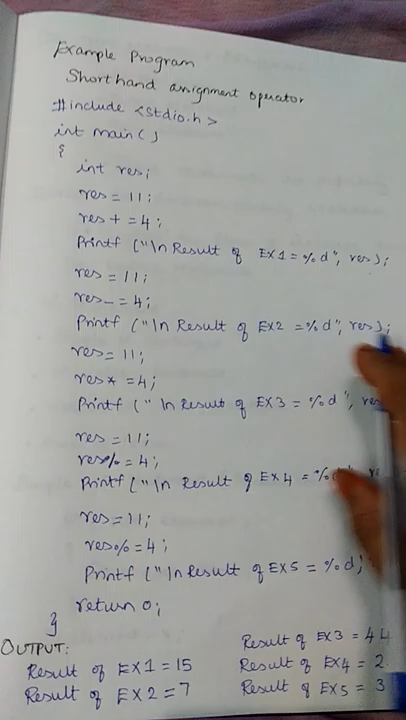 Example Program
Shorthand assignment operator
#include <stdio.h>
int main()
{
int res;
res = 11;
res + = 4;
Printf ("\n Result of EX1 = %d", res);
res = 11;
res - = 4;
Printf ("\n Result of EX2 = %d", res);
res = 11;
res * = 4;
Printf ("\n Result of EX3 = %d", res
res = 11;
res% = 4;
Printf ("\n Result of EX4 = %d"
res = 11;
res% = 4;
Printf ("\n Result of EX5 = %d)
return 0;
}
OUTPUT:
Result of EX1 = 15
Result of EX2 = 7
Result of EX3 = 44
Result of EX4 = 2
Result of EX5 = 3